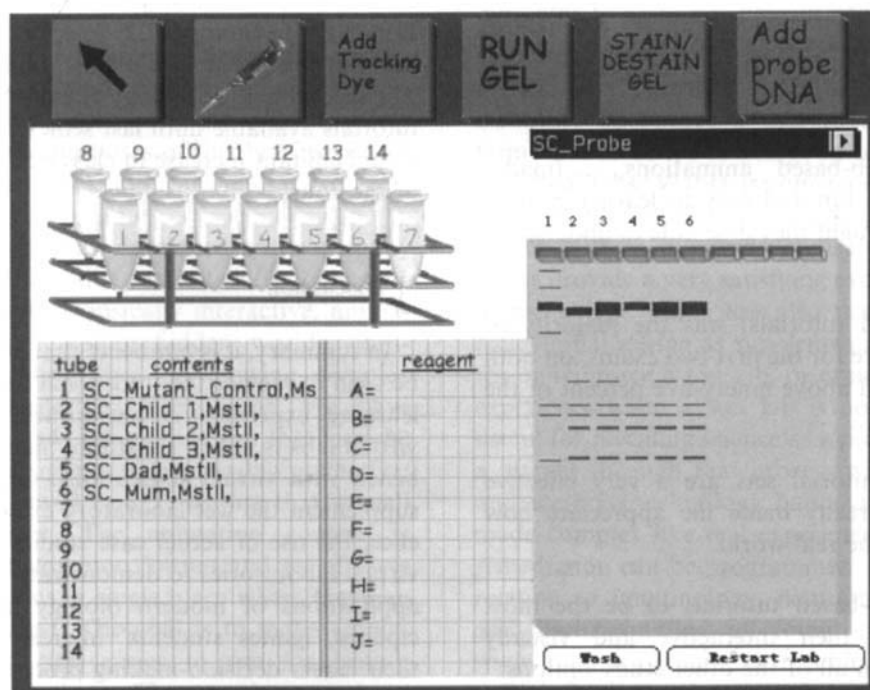 Add
Tracking
Dye
RUN
GEL
STAIN/
DESTAIN
GEL
Add
probe
DNA
SC_Probe
8 9 10 11 12 13 14
1 2 3 4 5 6 7
1 2 3 4 5 6
tube contents
1 SC_Mutant_Control,Ms
2 SC_Child_1,MstII,
3 SC_Child_2,MstII,
4 SC_Child_3,MstII,
5 SC_Dad,MstII,
6 SC_Mum,MstII,
7
8
9
10
11
12
13
14
reagent
A=
B=
C=
D=
E=
F=
G=
H=
I=
J=
Wash
Restart Lab